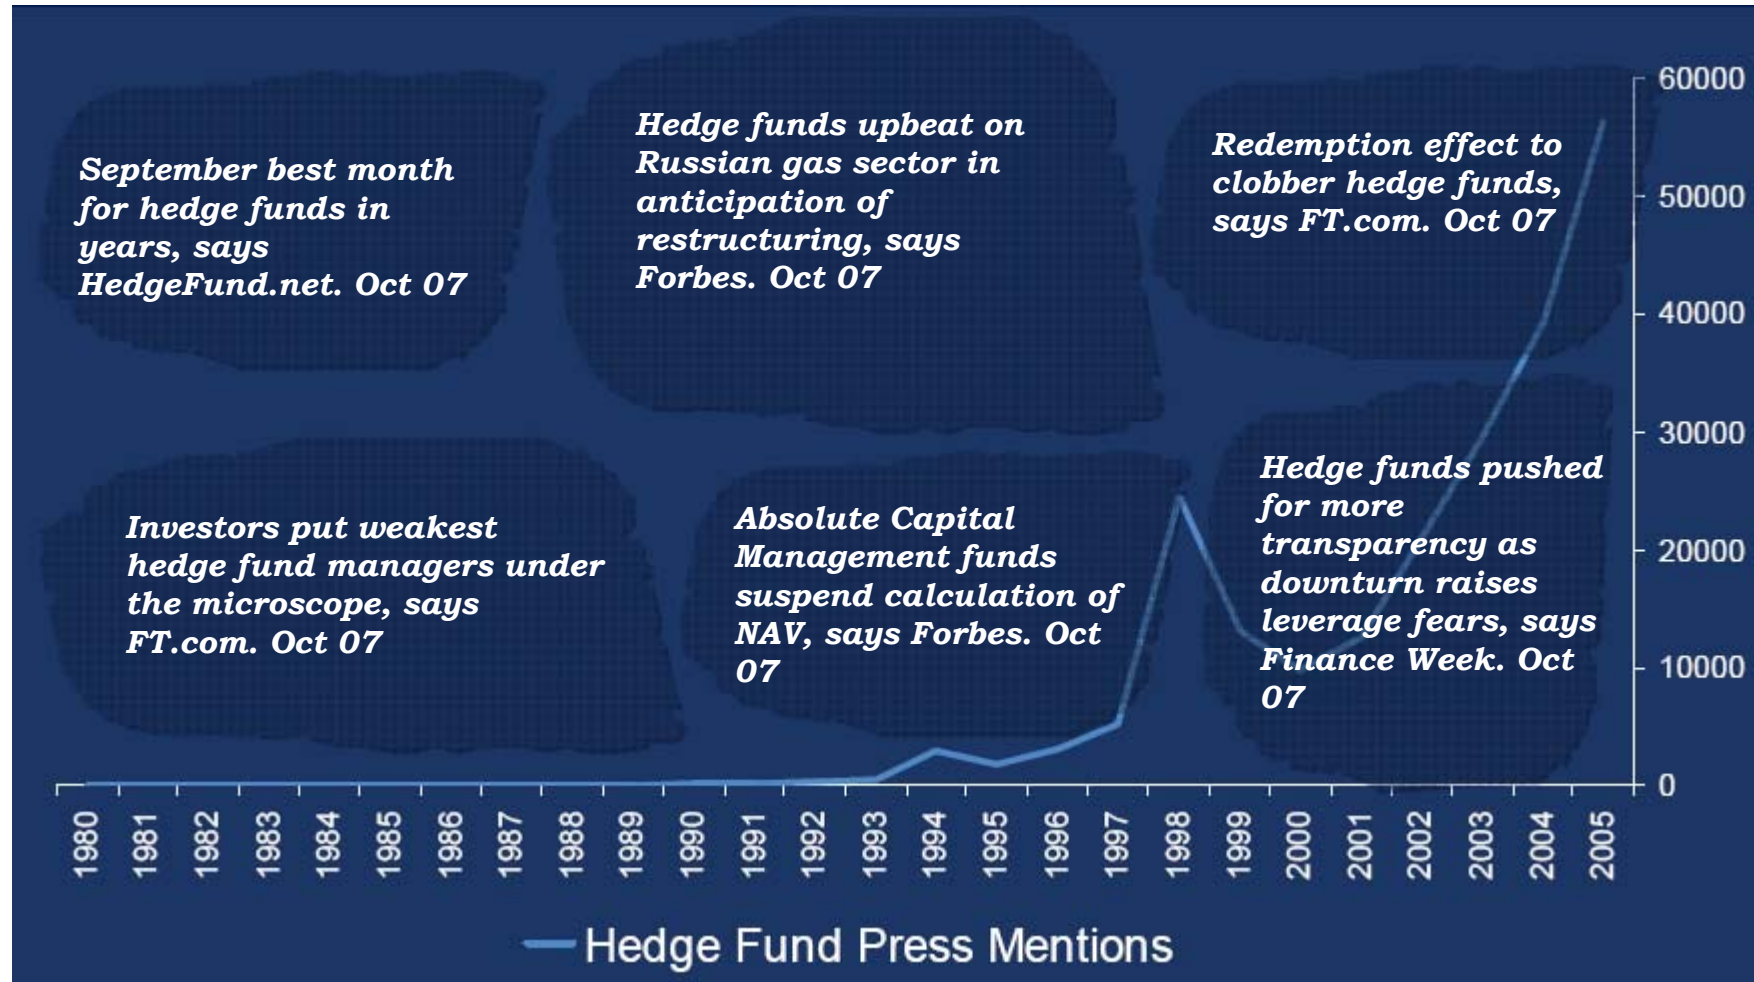 September best month
for hedge funds in
years, says
HedgeFund.net. Oct 07
Hedge funds upbeat on
Russian gas sector in
anticipation of
restructuring, says
Forbes. Oct 07
Redemption effect to
clobber hedge funds,
says FT.com. Oct 07
Investors put weakest
hedge fund managers under
the microscope, says
FT.com. Oct 07
Absolute Capital
Management funds
suspend calculation of
NAV, says Forbes. Oct
07
Hedge funds pushed
for more
transparency as
downturn raises
leverage fears, says
Finance Week. Oct
07
60000
50000
40000
30000
20000
10000
0
1980
1981
1982
1983
1984
1985
1986
1987
1988
1989
1990
1991
1992
1993
1994
1995
1996
1997
1998
1999
2000
2001
2002
2003
2004
2005
Hedge Fund Press Mentions